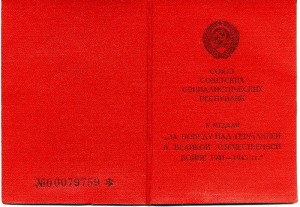 № 0079759 *
СОЮЗ
СОВЕТСКИХ
СОЦИАЛИСТИЧЕСКИХ
РЕСПУБЛИК
К МЕДАЛИ
„ЗА ПОБЕДУ НАД ГЕРМАНИЕЙ
В ВЕЛИКОЙ ОТЕЧЕСТВЕННОЙ
ВОЙНЕ 1941—1945 гг.“